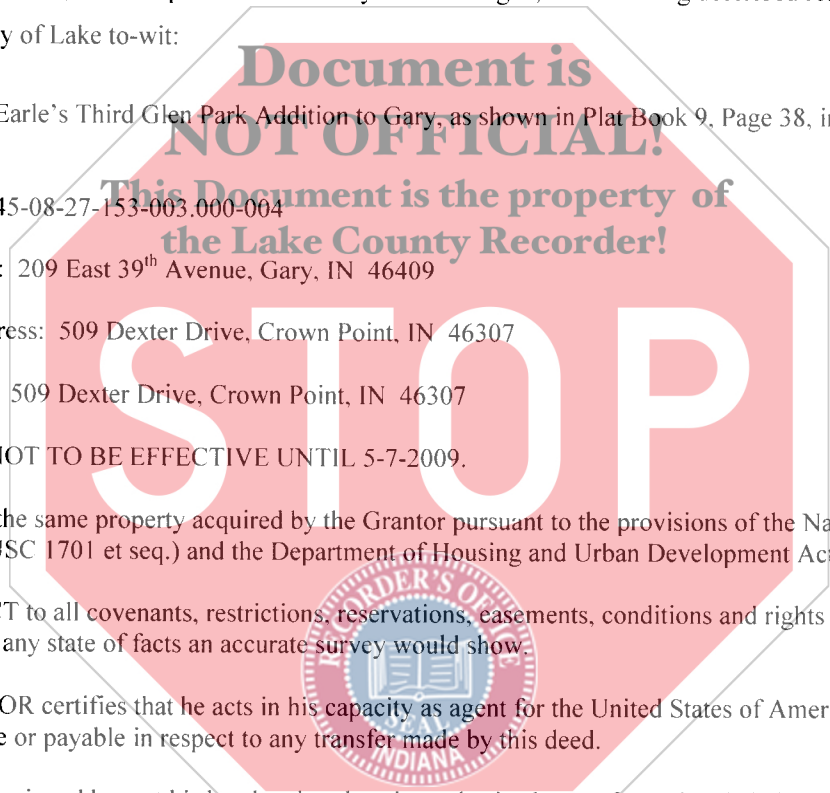 y of Lake to-wit:
Document is
Earle's Third Glen Park Addition to Gary, as shown in Plat Book 9, Page 38, in
NOT OFFICIAL!
This Document is the property of
45-08-27-153-003.000-004
the Lake County Recorder!
: 209 East 39th Avenue, Gary, IN 46409
ress: 509 Dexter Drive, Crown Point, IN 46307
STOP
509 Dexter Drive, Crown Point, IN 46307
NOT TO BE EFFECTIVE UNTIL 5-7-2009.
the same property acquired by the Grantor pursuant to the provisions of the Na
USC 1701 et seq.) and the Department of Housing and Urban Development Act
CT to all covenants, restrictions, reservations, easements, conditions and rights
any state of facts an accurate survey would show.
RECORDER'S OFFICE
SEAL
INDIANA
OR certifies that he acts in his capacity as agent for the United States of Amer
e or payable in respect to any transfer made by this deed.